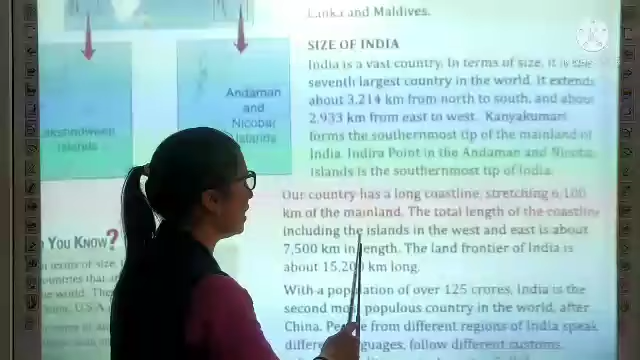 Lanka and Maldives.
SIZE OF INDIA
India is a vast country. In terms of size, it is
seventh largest country in the world. It extends
about 3,214 km from north to south, and about
2,933 km from east to west. Kanyakumari
forms the southernmost tip of the mainland of
India. Indira Point in the Andaman and Nicobar
Islands is the southernmost tip of India.
Our country has a long coastline, stretching 6,100
km of the mainland. The total length of the coastline
including the islands in the west and east is about
7,500 km in length. The land frontier of India is
about 15,200 km long.
With a population of over 125 crores, India is the
second most populous country in the world, after
China. People from different regions of India speak
different languages, follow different customs,
Andaman
and
Nicobar
Islands
Lakshadweep
Islands
YOU KNOW?
in terms of size,
countries that
the world. The
U.S.A